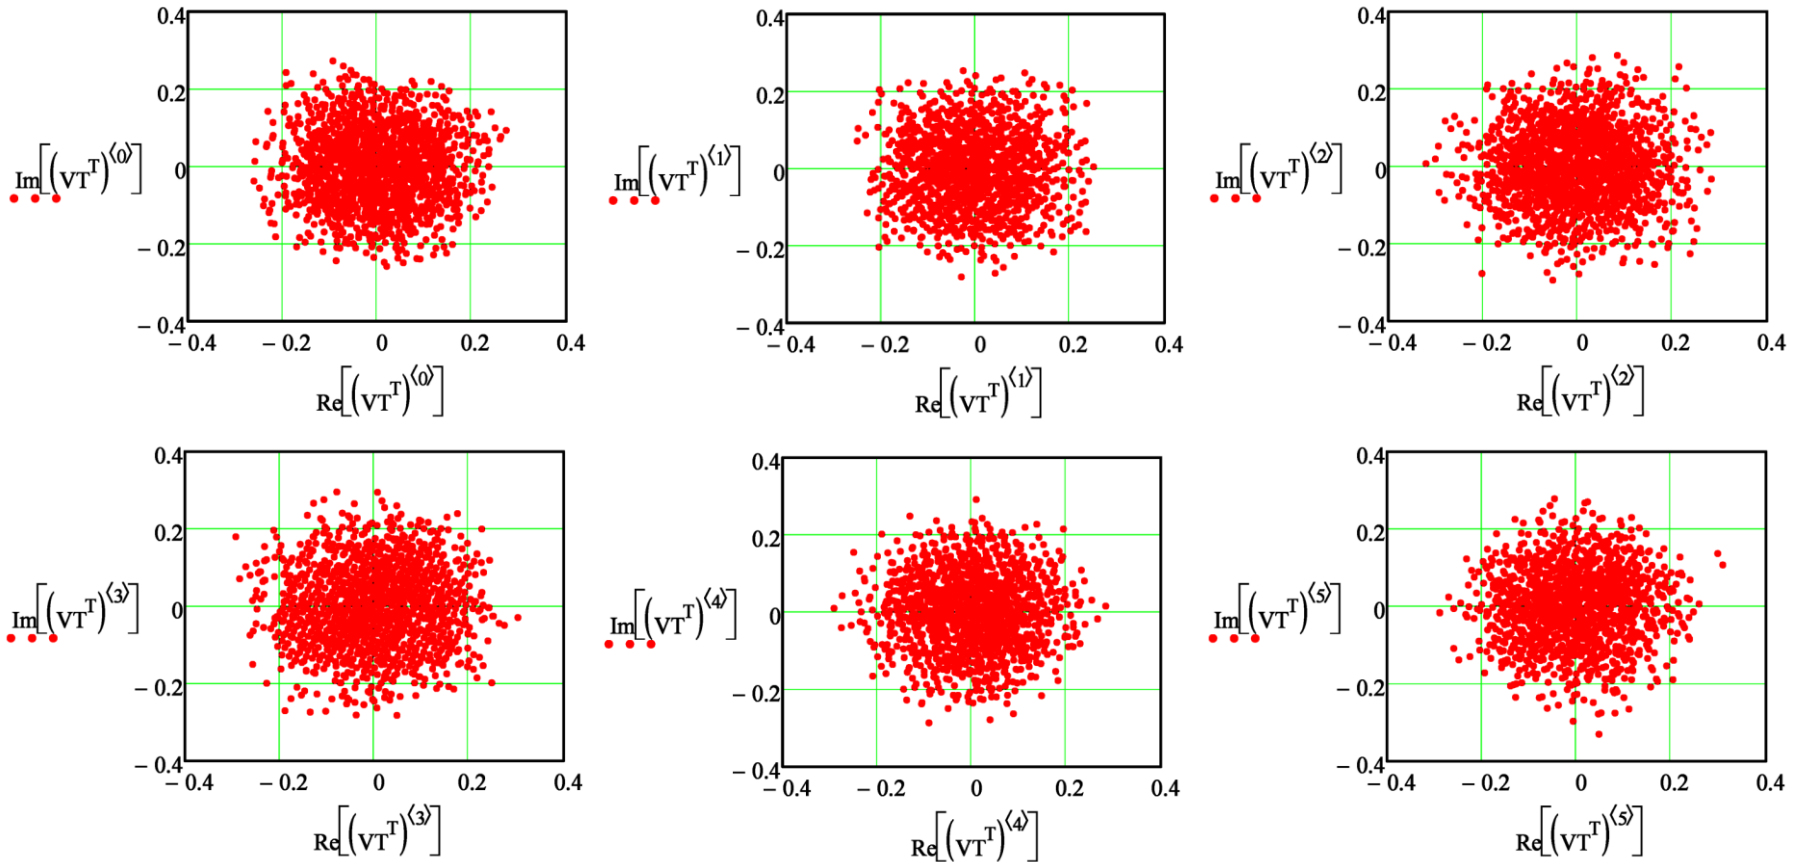 0.4 0.4 0.4
0.2 0.2 0.2
Im[(VT^T)^⟨0⟩] 0 Im[(VT^T)^⟨1⟩] 0 Im[(VT^T)^⟨2⟩] 0
− 0.2 − 0.2 − 0.2
− 0.4 − 0.4 − 0.4
− 0.4 − 0.2 0 0.2 0.4 − 0.4 − 0.2 0 0.2 0.4 − 0.4 − 0.2 0 0.2 0.4
Re[(VT^T)^⟨0⟩] Re[(VT^T)^⟨1⟩] Re[(VT^T)^⟨2⟩]
0.4 0.4 0.4
0.2 0.2 0.2
Im[(VT^T)^⟨3⟩] 0 Im[(VT^T)^⟨4⟩] 0 Im[(VT^T)^⟨5⟩] 0
− 0.2 − 0.2 − 0.2
− 0.4 − 0.4 − 0.4
− 0.4 − 0.2 0 0.2 0.4 − 0.4 − 0.2 0 0.2 0.4 − 0.4 − 0.2 0 0.2 0.4
Re[(VT^T)^⟨3⟩] Re[(VT^T)^⟨4⟩] Re[(VT^T)^⟨5⟩]